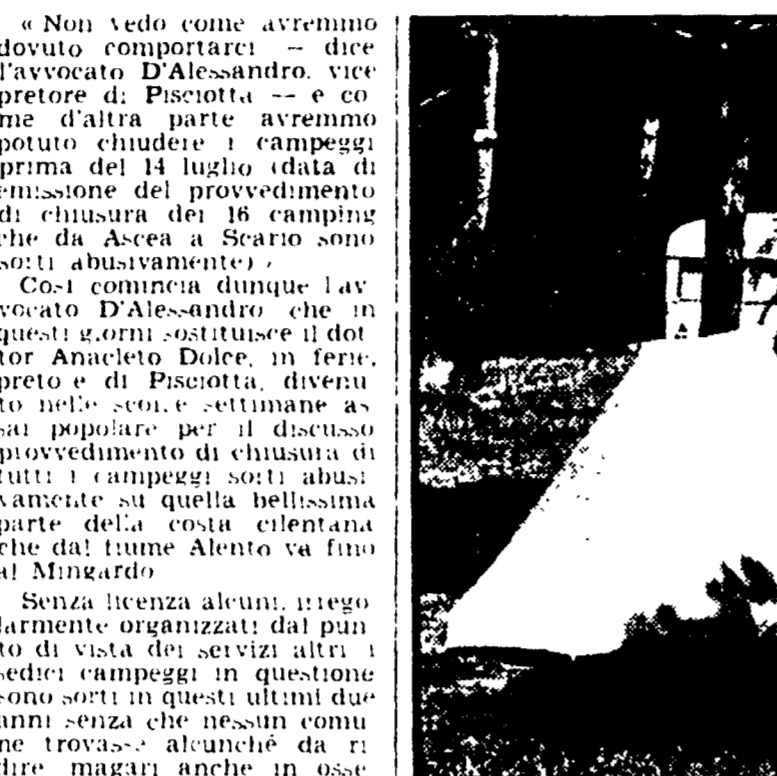 « Non vedo come avremmo
dovuto comportarci — dice
l'avvocato D'Alessandro, vice
pretore di Pisciotta — e co
me d'altra parte avremmo
potuto chiudere i campeggi
prima del 14 luglio (data di
emissione del provvedimento
di chiusura dei 16 camping
che da Ascea a Scario sono
sorti abusivamente) »
Così comincia dunque l'av
vocato D'Alessandro che in
questi giorni sostituisce il dot
tor Anacleto Dolce, in ferie,
pretore di Pisciotta, divenu
to nelle scorse settimane as
sai popolare per il discusso
provvedimento di chiusura di
tutti i campeggi sorti abusi
vamente su quella bellissima
parte della costa cilentana
che dal fiume Alento va fino
al Mingardo
Senza licenza alcuni, irrego
larmente organizzati dal pun
to di vista dei servizi altri i
sedici campeggi in questione
sono sorti in questi ultimi due
anni senza che nessun comu
ne trovasse alcunché da ri
dire magari anche in osse